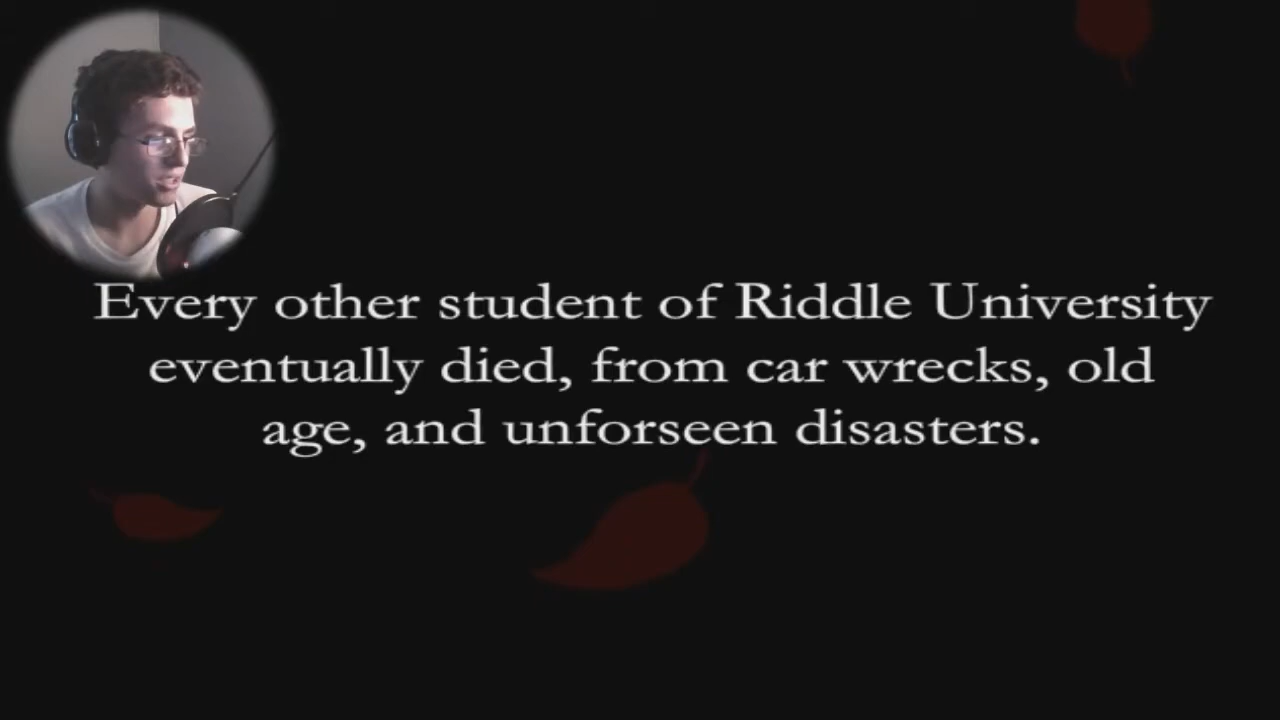 Every other student of Riddle University
eventually died, from car wrecks, old
age, and unforseen disasters.